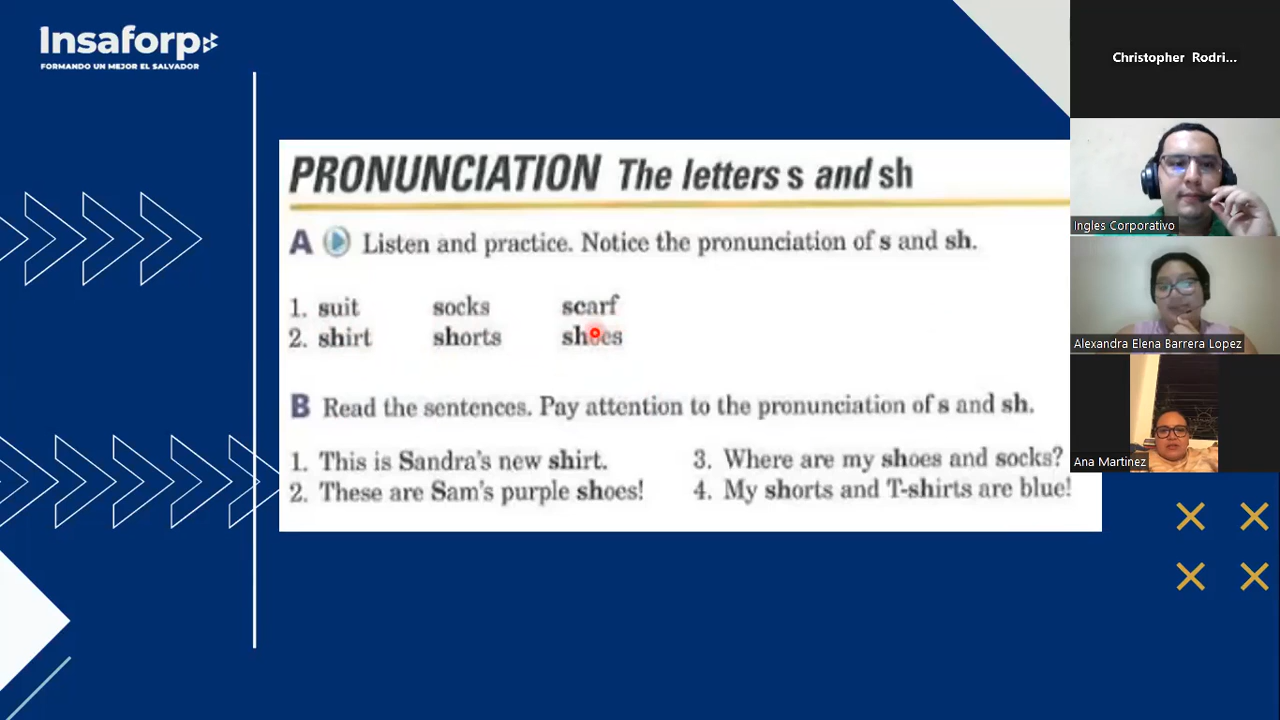 Insaforp
FORMANDO UN MEJOR EL SALVADOR
PRONUNCIATION The letters s and sh
A Listen and practice. Notice the pronunciation of s and sh.
1. suit socks scarf
2. shirt shorts shoes
B Read the sentences. Pay attention to the pronunciation of s and sh.
1. This is Sandra's new shirt.
2. These are Sam's purple shoes!
3. Where are my shoes and socks?
4. My shorts and T-shirts are blue!
Christopher Rodri...
Ingles Corporativo
Alexandra Elena Barrera Lopez
Ana Martinez